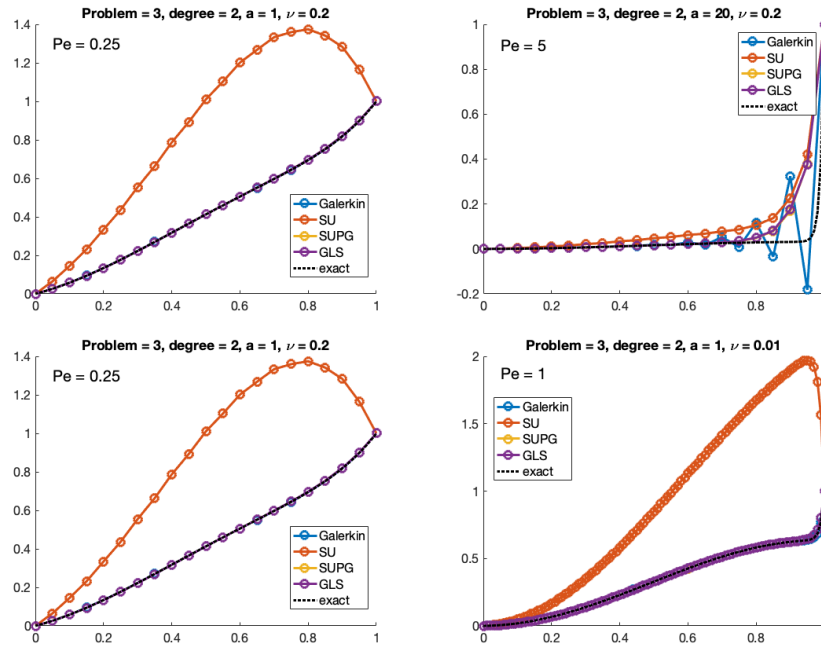 Problem = 3, degree = 2, a = 1, ν = 0.2
Pe = 0.25
1.4
1.2
1
0.8
0.6
0.4
0.2
0
Galerkin
SU
SUPG
GLS
exact
0 0.2 0.4 0.6 0.8 1
Problem = 3, degree = 2, a = 20, ν = 0.2
Pe = 5
1
0.8
0.6
0.4
0.2
0
-0.2
Galerkin
SU
SUPG
GLS
exact
0 0.2 0.4 0.6 0.8
Problem = 3, degree = 2, a = 1, ν = 0.2
Pe = 0.25
1.4
1.2
1
0.8
0.6
0.4
0.2
0
Galerkin
SU
SUPG
GLS
exact
0 0.2 0.4 0.6 0.8 1
Problem = 3, degree = 2, a = 1, ν = 0.01
Pe = 1
2
1.5
1
0.5
0
Galerkin
SU
SUPG
GLS
exact
0 0.2 0.4 0.6 0.8